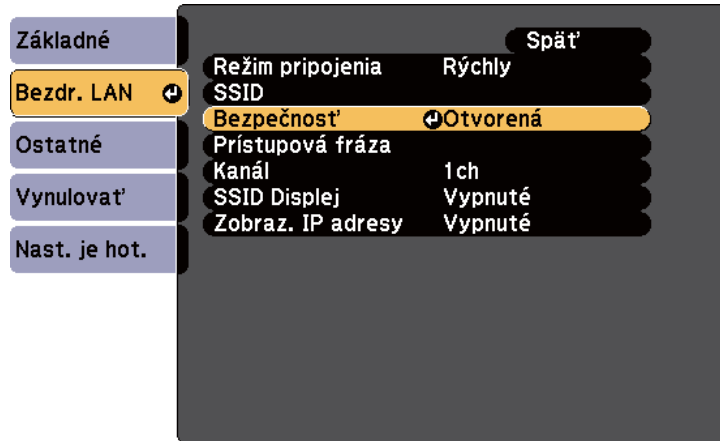 Základné
Bezdr. LAN
Ostatné
Vynulovať
Nast. je hot.
Späť
Režim pripojenia Rýchly
SSID
Bezpečnosť Otvorená
Prístupová fráza
Kanál 1ch
SSID Displej Vypnuté
Zobraz. IP adresy Vypnuté